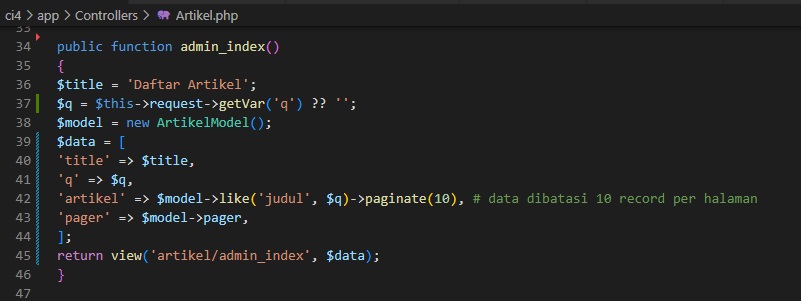 ci4 > app > Controllers > Artikel.php
33
34 public function admin_index()
35 {
36 $title = 'Daftar Artikel';
37 $q = $this->request->getVar('q') ?? '';
38 $model = new ArtikelModel();
39 $data = [
40 'title' => $title,
41 'q' => $q,
42 'artikel' => $model->like('judul', $q)->paginate(10), # data dibatasi 10 record per halaman
43 'pager' => $model->pager,
44 ];
45 return view('artikel/admin_index', $data);
46 }
47